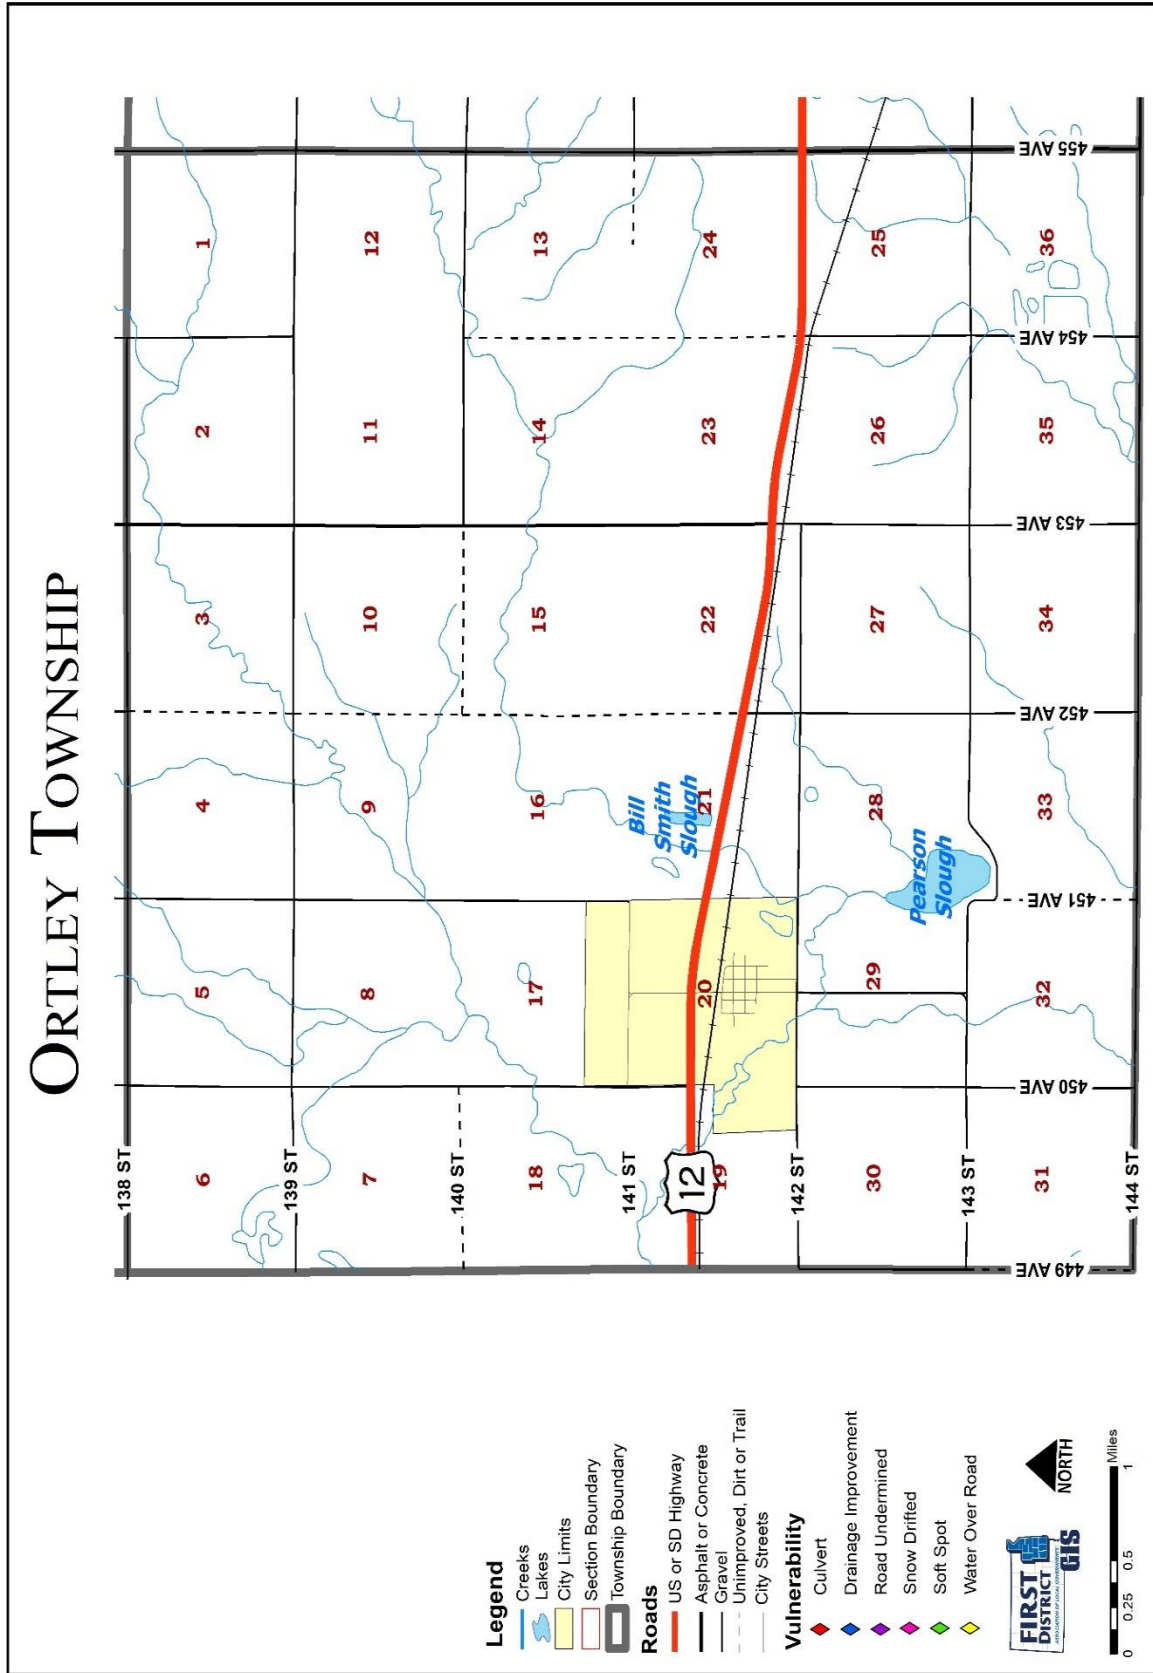 ORTLEY TOWNSHIP
138 ST
139 ST
140 ST
141 ST
142 ST
143 ST
144 ST
449 AVE
450 AVE
451 AVE
452 AVE
453 AVE
454 AVE
455 AVE
6
5
4
3
2
1
7
8
9
10
11
12
18
17
16
15
14
13
19
20
21
22
23
24
30
29
28
27
26
25
31
32
33
34
35
36
12
Bill
Smith
Slough
Pearson
Slough
Legend
Creeks
Lakes
City Limits
Section Boundary
Township Boundary
Roads
US or SD Highway
Asphalt or Concrete
Gravel
Unimproved, Dirt or Trail
City Streets
Vulnerability
Culvert
Drainage Improvement
Road Undermined
Snow Drifted
Soft Spot
Water Over Road
FIRST
DISTRICT
ASSOCIATION OF LOCAL GOVERNMENTS
GIS
NORTH
0 0.25 0.5 1
Miles